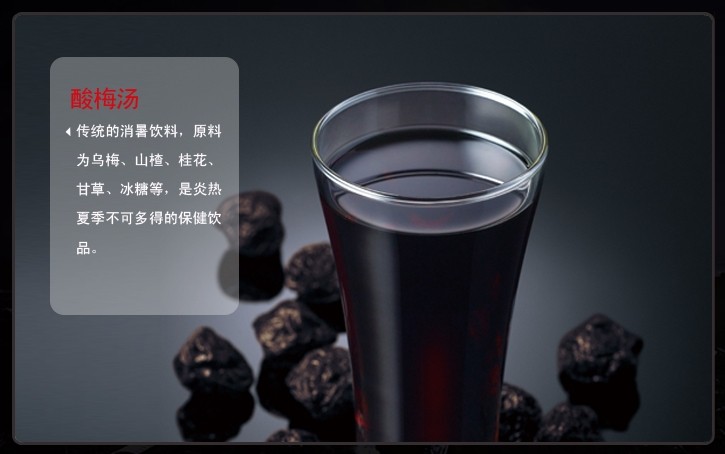 酸梅汤
传统的消暑饮料，原料
为乌梅、山楂、桂花、
甘草、冰糖等，是炎热
夏季不可多得的保健饮
品。